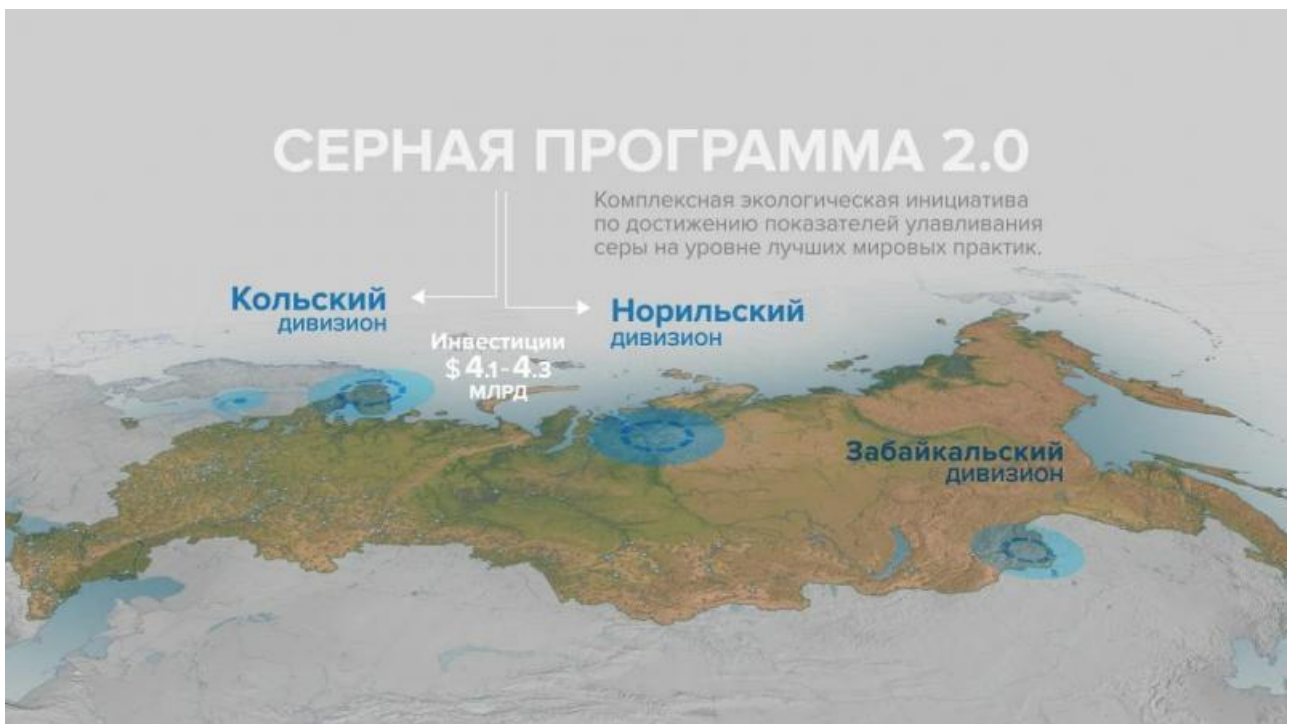 СЕРНАЯ ПРОГРАММА 2.0
Комплексная экологическая инициатива
по достижению показателей улавливания
серы на уровне лучших мировых практик.
Кольский
дивизион
Норильский
дивизион
Инвестиции
$ 4.1-4.3
МЛРД
Забайкальский
дивизион